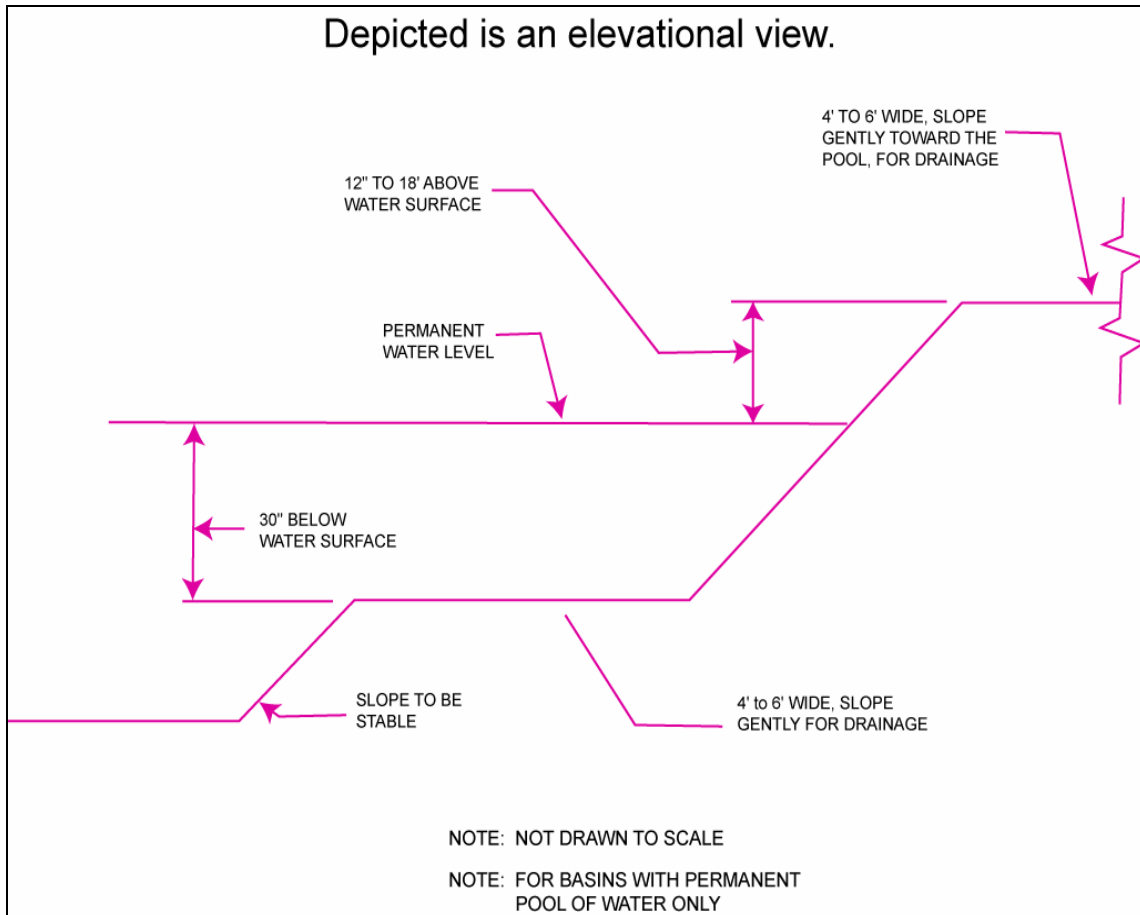 Depicted is an elevational view.
4' TO 6' WIDE, SLOPE
GENTLY TOWARD THE
POOL, FOR DRAINAGE
12" TO 18' ABOVE
WATER SURFACE
PERMANENT
WATER LEVEL
30" BELOW
WATER SURFACE
SLOPE TO BE
STABLE
4' to 6' WIDE, SLOPE
GENTLY FOR DRAINAGE
NOTE: NOT DRAWN TO SCALE
NOTE: FOR BASINS WITH PERMANENT
POOL OF WATER ONLY